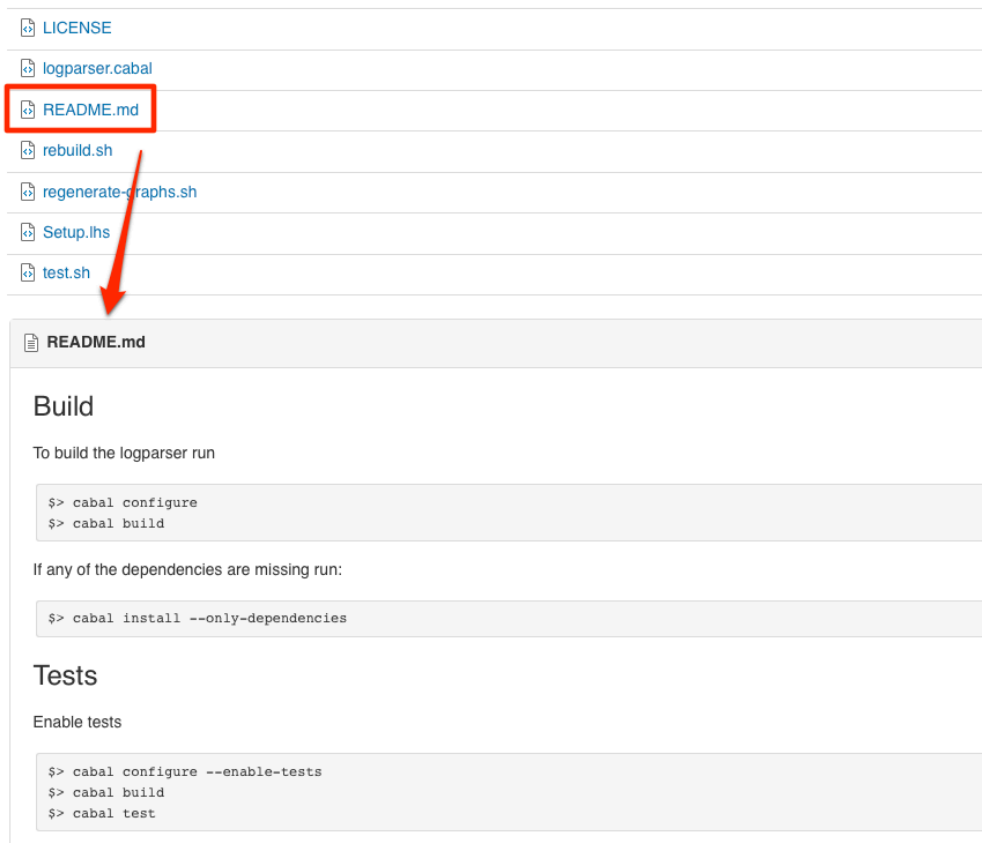 LICENSE
logparser.cabal
README.md
rebuild.sh
regenerate-graphs.sh
Setup.lhs
test.sh
README.md
Build
To build the logparser run
$> cabal configure
$> cabal build
If any of the dependencies are missing run:
$> cabal install --only-dependencies
Tests
Enable tests
$> cabal configure --enable-tests
$> cabal build
$> cabal test